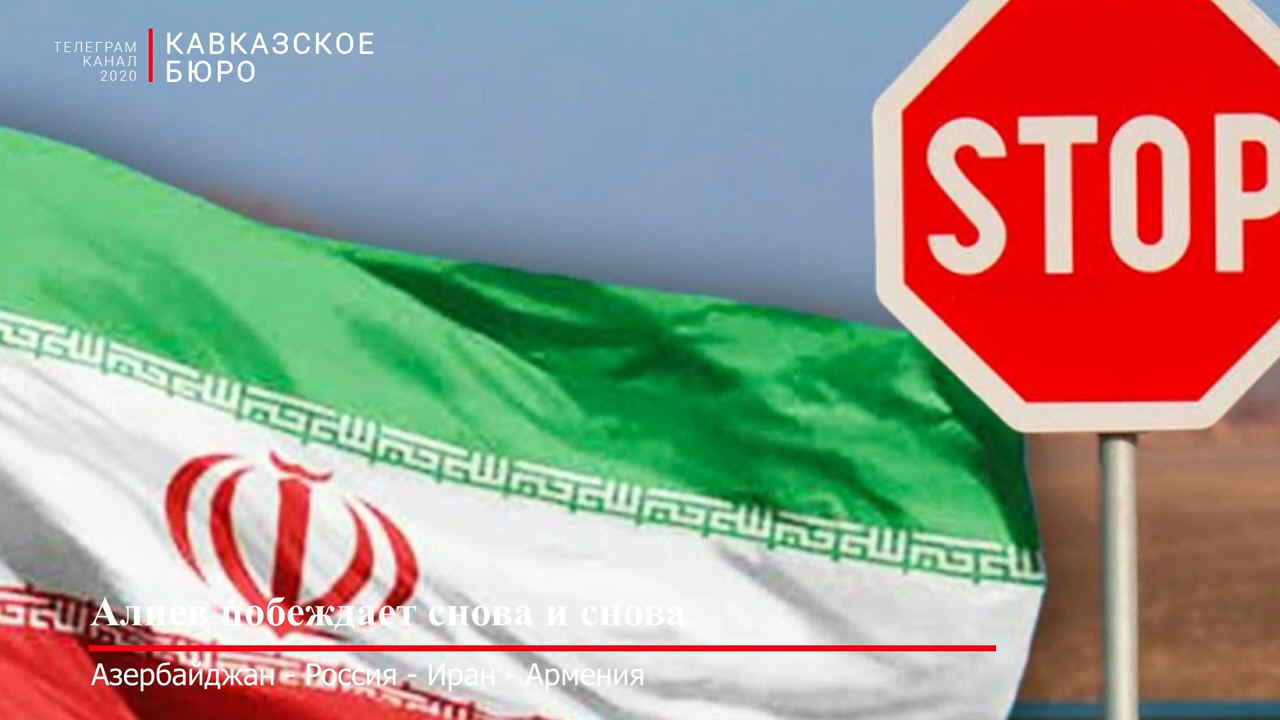 ТЕЛЕГРАМ
КАНАЛ
2020
КАВКАЗСКОЕ
БЮРО
STOP
Алиев побеждает снова и снова
Азербайджан - Россия - Иран - Армения